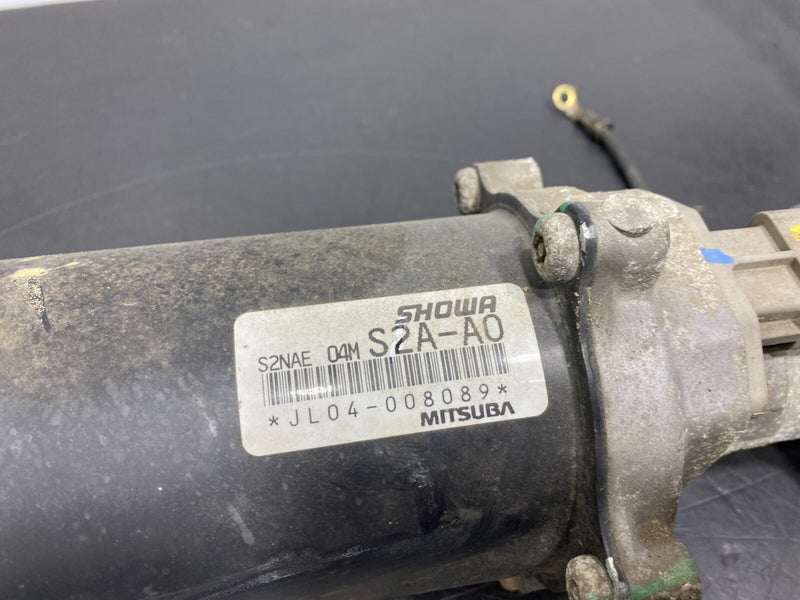 SHOWA
S2NAE 04M S2A-A0
*JL04-008089*
MITSUBA